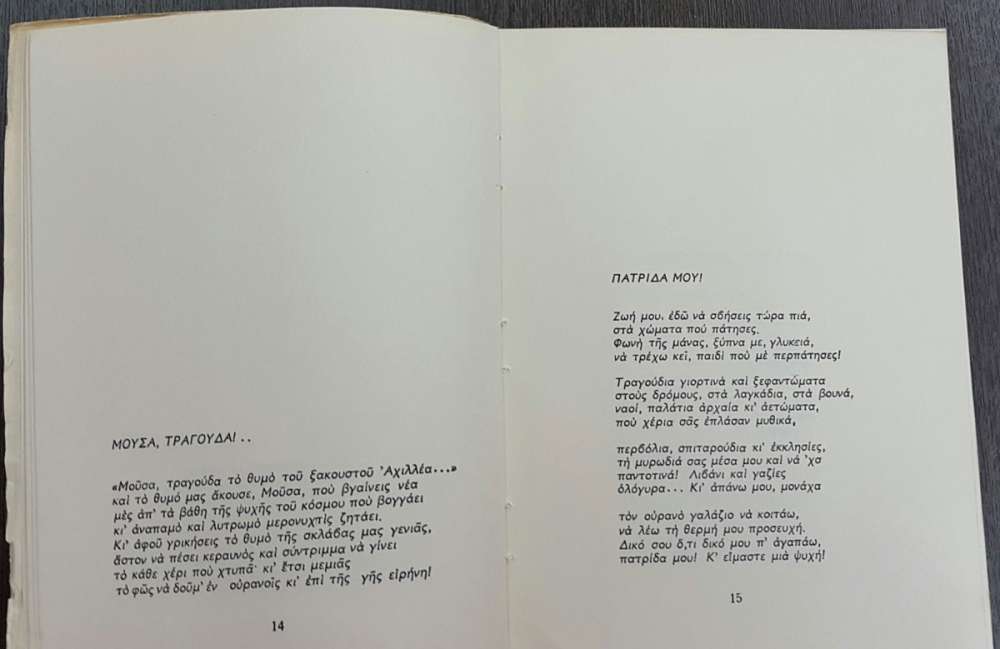 ΜΟΥΣΑ, ΤΡΑΓΟΥΔΑ!..
«Μοῦσα, τραγούδα τὸ θυμὸ τοῦ ξακουστοῦ Ἀχιλλέα...»
καὶ τὸ θυμό μας ἄκουσε, Μοῦσα, ποὺ βγαίνεις νέα
μὲς ἀπ' τὰ βάθη τῆς ψυχῆς τοῦ κόσμου ποὺ βογγάει
κι' ἀναπαμὸ καὶ λυτρωμὸ μερονυχτὶς ζητάει.
Κι' ἀφοῦ γρικήσεις τὸ θυμὸ τῆς σκλάβας μας γενιᾶς,
ἄστον νὰ πέσει κεραυνὸς καὶ σύντριμμα νὰ γίνει
τὸ κάθε χέρι ποὺ χτυπᾶ· κι' ἔτσι μεμιᾶς
τὸ φῶς νὰ δοῦμ' ἐν οὐρανοῖς κι' ἐπὶ τῆς γῆς εἰρήνη!
14
ΠΑΤΡΙΔΑ ΜΟΥ!
Ζωή μου. ἐδῶ νὰ σβήσεις τώρα πιά,
στὰ χώματα ποὺ πάτησες.
Φωνὴ τῆς μάνας, ξύπνα με, γλυκειά,
νὰ τρέχω κεῖ, παιδὶ ποὺ μὲ περπάτησες!
Τραγούδια γιορτινὰ καὶ ξεφαντώματα
στοὺς δρόμους, στὰ λαγκάδια, στὰ βουνά,
ναοί, παλάτια ἀρχαῖα κι' ἀετώματα,
ποὺ χέρια σᾶς ἐπλάσαν μυθικά,
περβόλια, σπιταρούδια κι' ἐκκλησίες,
τὴ μυρωδιά σας μέσα μου καὶ νὰ 'χα
παντοτινά! Λιβάνι καὶ γαζίες
ὁλόγυρα... Κι' ἀπάνω μου, μονάχα
τὸν οὐρανὸ γαλάζιο νὰ κοιτάω,
νὰ λέω τὴ θερμή μου προσευχή.
Δικό σου ὅ,τι δικό μου π' ἀγαπάω,
πατρίδα μου! Κ' εἴμαστε μιὰ ψυχή!
15